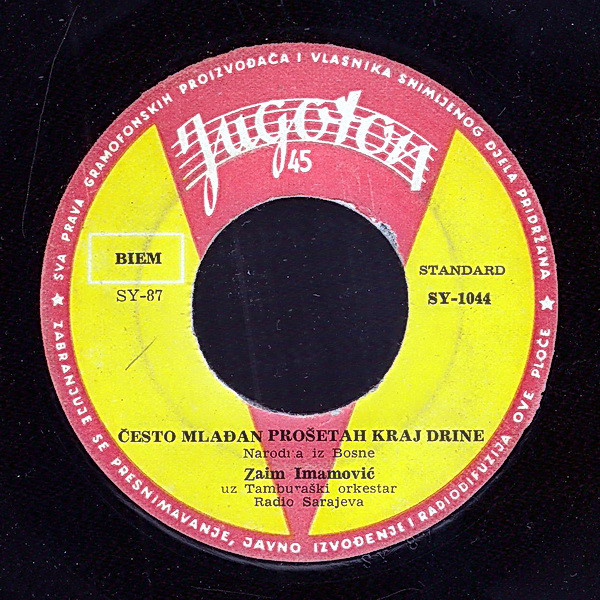 SVA PRAVA GRAMOFONSKIH PROIZVOĐAČA I VLASNIKA SNIMLJENOG DJELA PRIDRŽANA
Jugoton
45
BIEM
SY-87
STANDARD
SY-1044
ČESTO MLAĐAN PROŠETAH KRAJ DRINE
Narodna iz Bosne
Zaim Imamović
uz Tamburaški orkestar
Radio Sarajeva
ZABRANJUJE SE PRESNIMAVANJE, JAVNO IZVOĐENJE I RADIODIFUZIJA OVE PLOČE